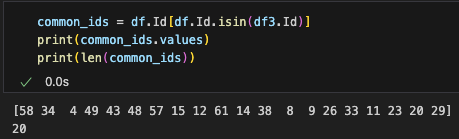 common_ids = df.Id[df.Id.isin(df3.Id)]
print(common_ids.values)
print(len(common_ids))
0.0s
[58 34  4 49 43 48 57 15 12 61 14 38  8  9 26 33 11 23 20 29]
20